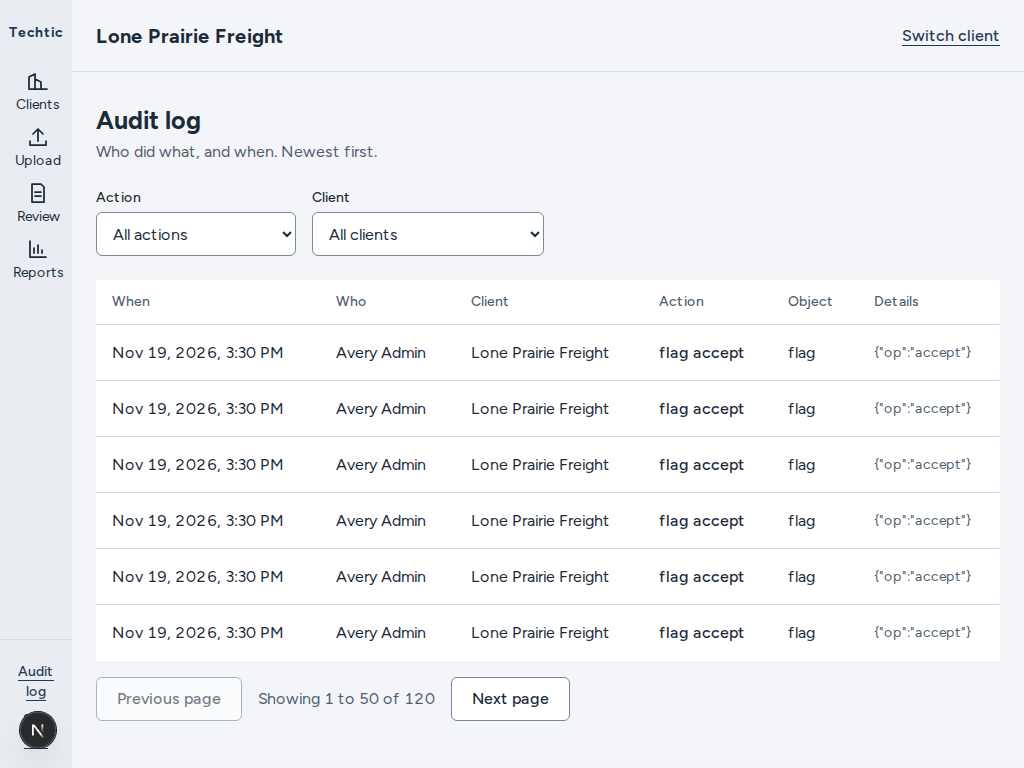 Techtic
Lone Prairie Freight
Switch client
Clients
Upload
Review
Reports
Audit log
Who did what, and when. Newest first.
Action Client
All actions All clients
When Who Client Action Object Details
Nov 19, 2026, 3:30 PM Avery Admin Lone Prairie Freight flag accept flag {"op":"accept"}
Nov 19, 2026, 3:30 PM Avery Admin Lone Prairie Freight flag accept flag {"op":"accept"}
Nov 19, 2026, 3:30 PM Avery Admin Lone Prairie Freight flag accept flag {"op":"accept"}
Nov 19, 2026, 3:30 PM Avery Admin Lone Prairie Freight flag accept flag {"op":"accept"}
Nov 19, 2026, 3:30 PM Avery Admin Lone Prairie Freight flag accept flag {"op":"accept"}
Nov 19, 2026, 3:30 PM Avery Admin Lone Prairie Freight flag accept flag {"op":"accept"}
Previous page Showing 1 to 50 of 120 Next page
Audit
log
N